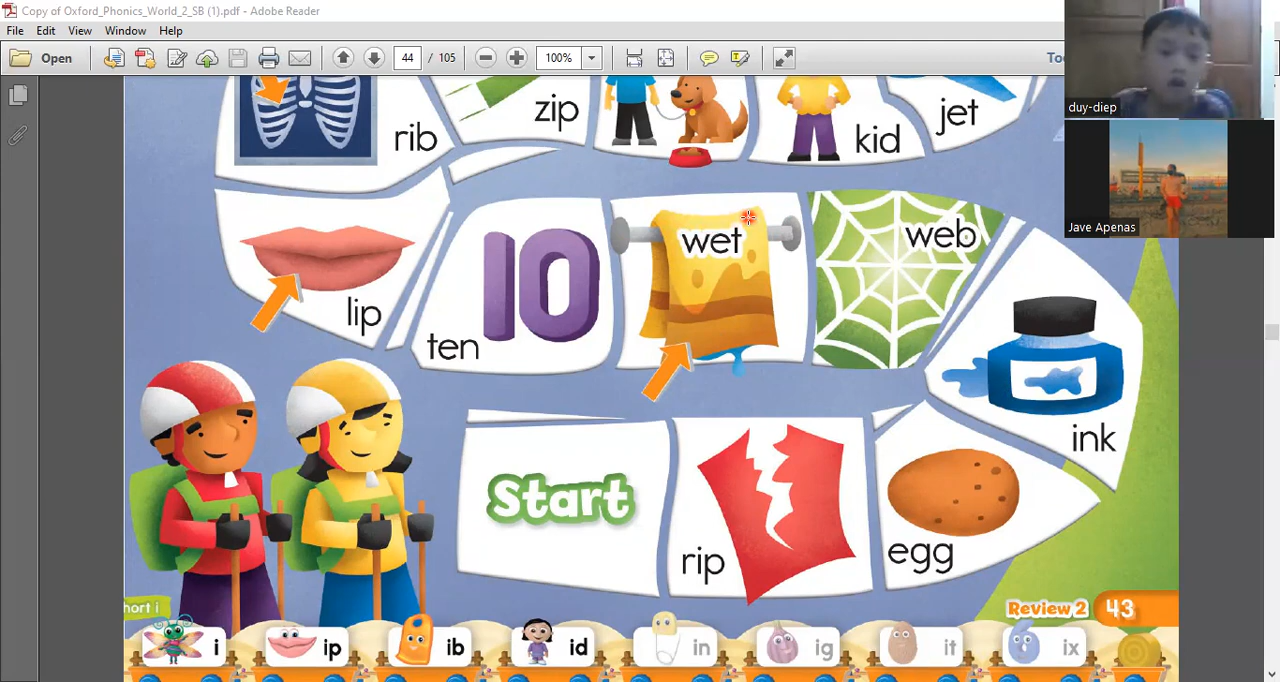 Copy of Oxford_Phonics_World_2_SB (1).pdf - Adobe Reader
File Edit View Window Help
Open 44 / 105 100%
duy-diep
Jave Apenas
rib zip kid jet
lip ten 10 wet web ink
Start rip egg
hort i
Review 2 43
i ip ib id in ig it ix